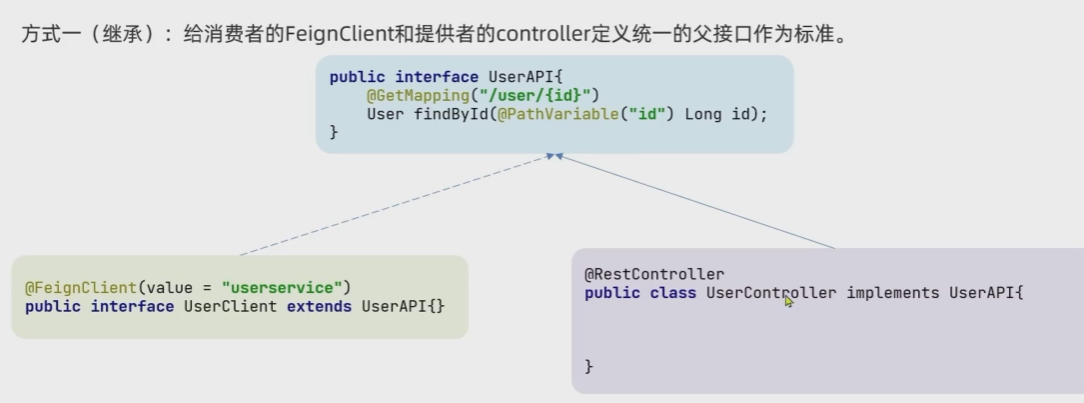 方式一（继承）：给消费者的FeignClient和提供者的controller定义统一的父接口作为标准。
public interface UserAPI{
    @GetMapping("/user/{id}")
    User findById(@PathVariable("id") Long id);
}
@FeignClient(value = "userservice")
public interface UserClient extends UserAPI{}
@RestController
public class UserController implements UserAPI{
}